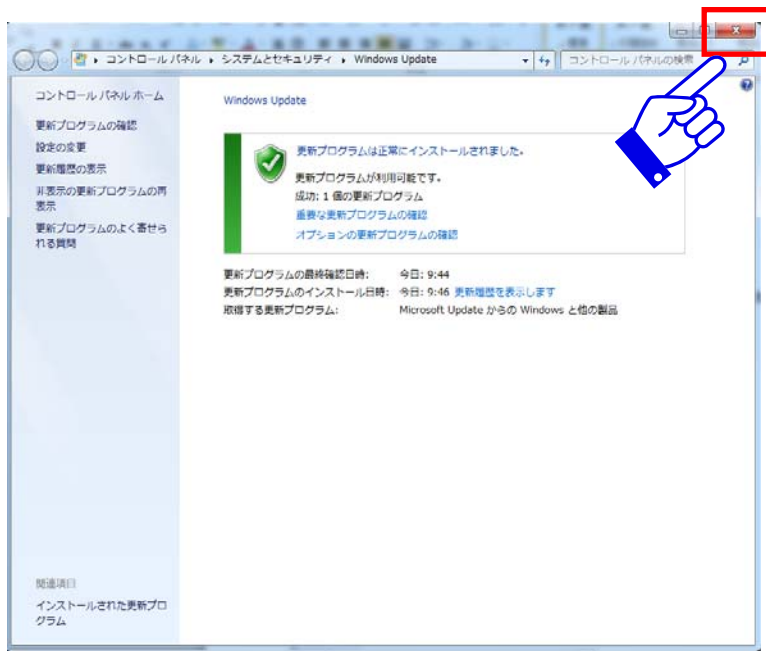 コントロール パネル ▸ システムとセキュリティ ▸ Windows Update
コントロール パネルの検索
コントロール パネル ホーム
更新プログラムの確認
設定の変更
更新履歴の表示
非表示の更新プログラムの再
表示
更新プログラムのよく寄せら
れる質問
Windows Update
更新プログラムは正常にインストールされました。
更新プログラムが利用可能です。
成功: 1 個の更新プログラム
重要な更新プログラムの確認
オプションの更新プログラムの確認
更新プログラムの最終確認日時: 今日: 9:44
更新プログラムのインストール日時: 今日: 9:46 更新履歴を表示します
取得する更新プログラム: Microsoft Update からの Windows と他の製品
関連項目
インストールされた更新プロ
グラム